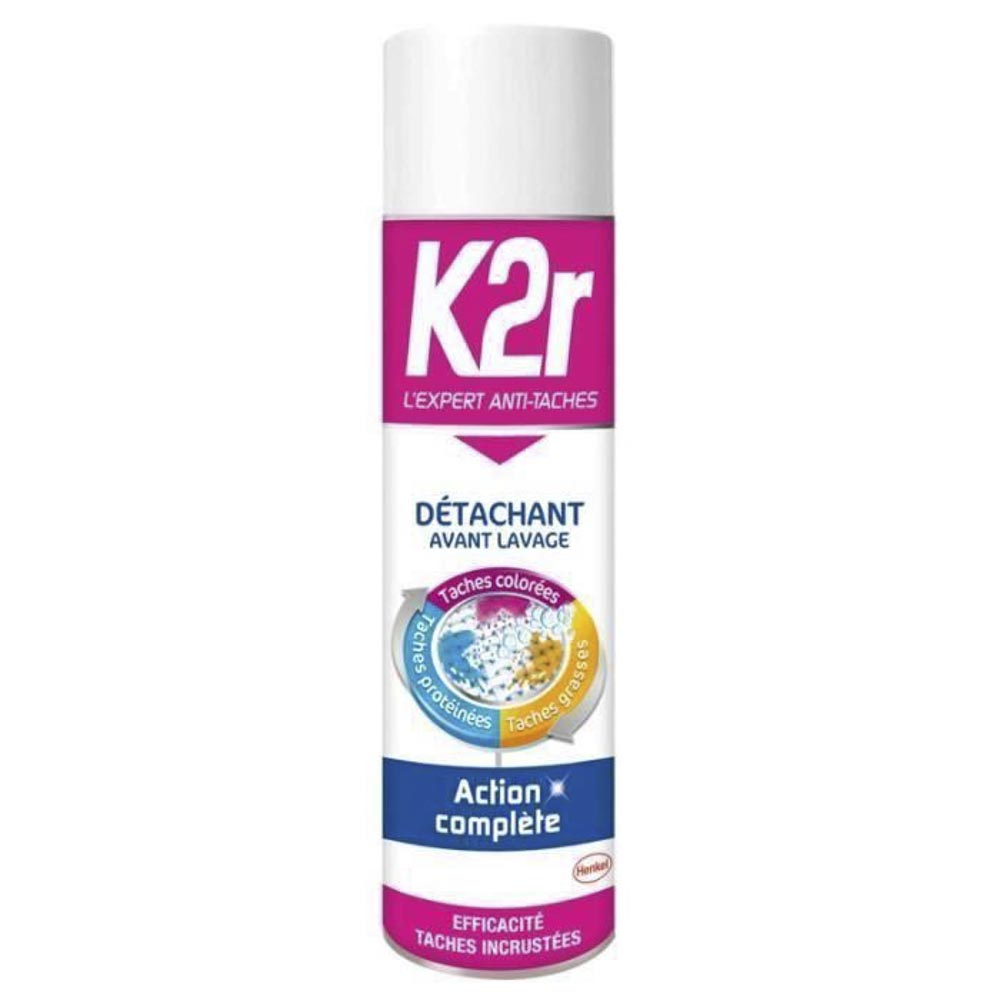 K2r
L'EXPERT ANTI-TACHES
DÉTACHANT
AVANT LAVAGE
Taches colorées
Taches protéinées
Taches grasses
Action
complète
Henkel
EFFICACITÉ
TACHES INCRUSTÉES